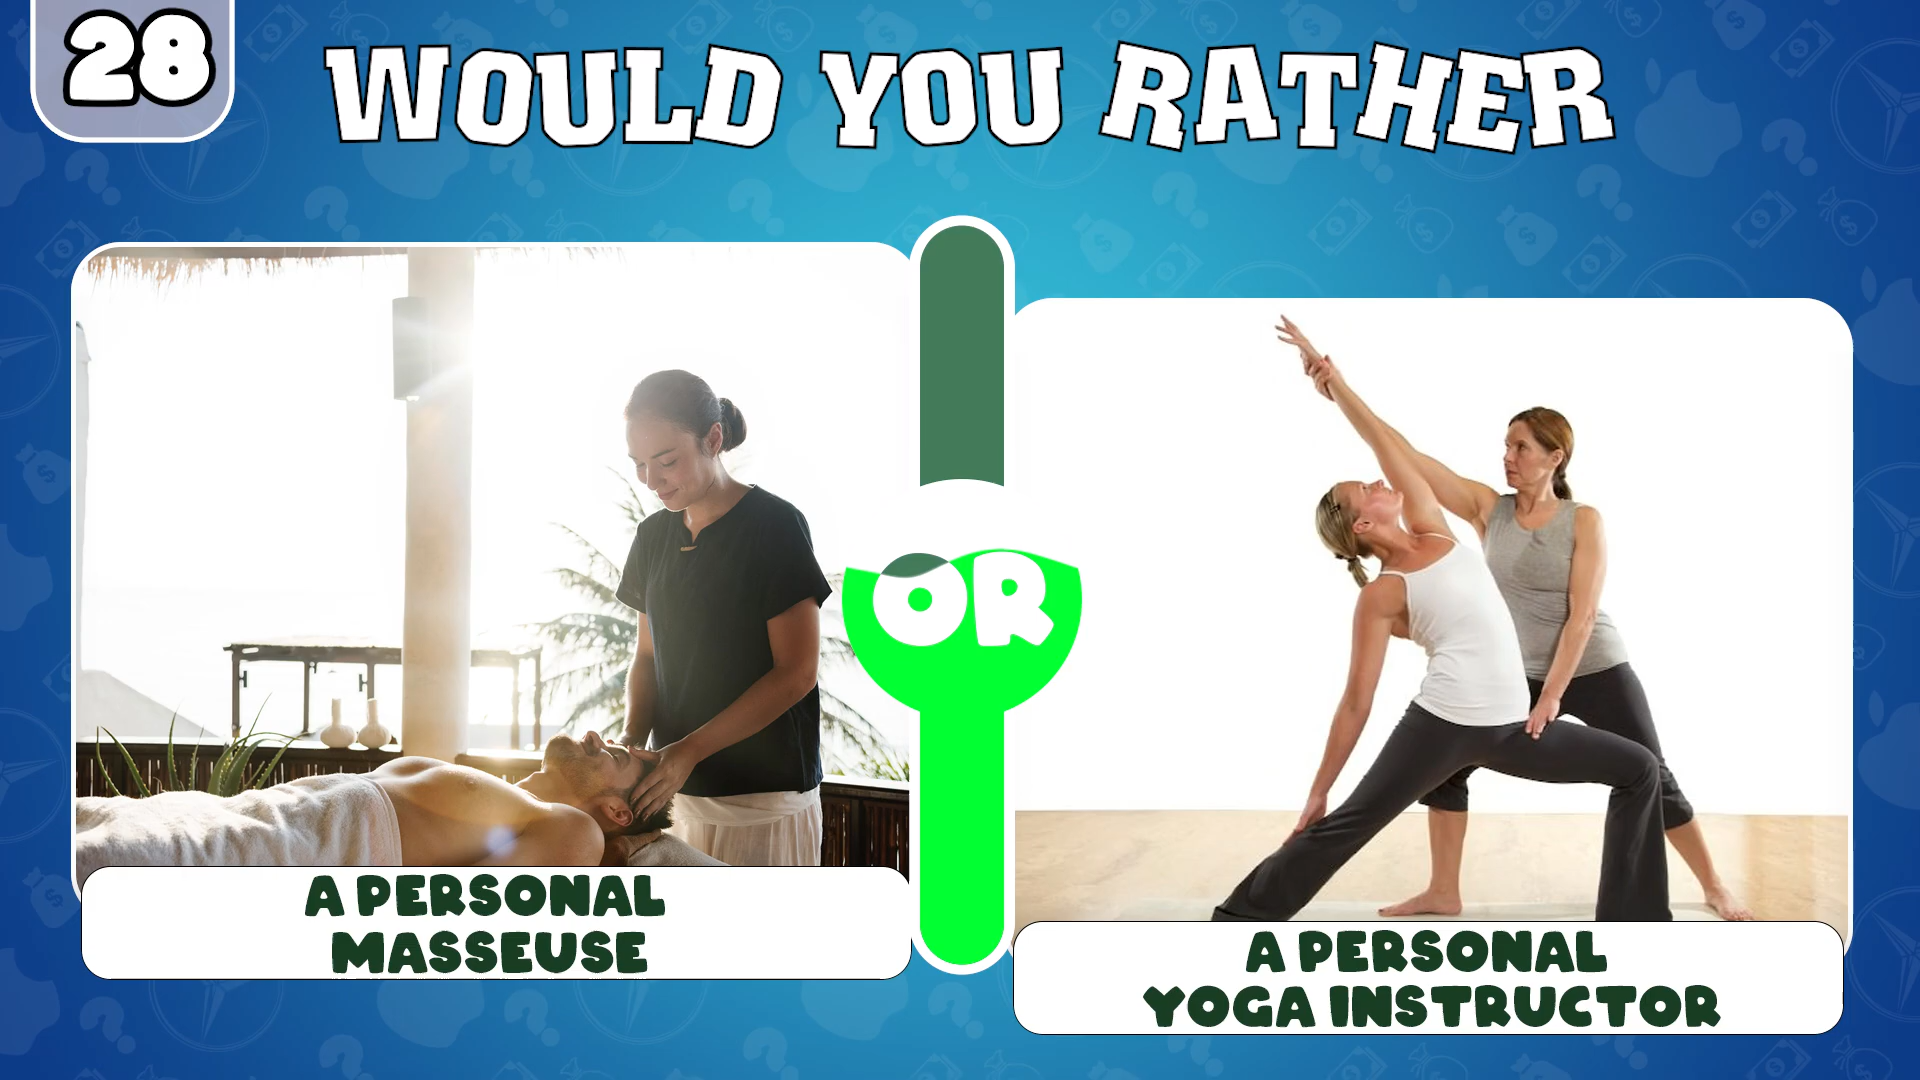 28
WOULD YOU RATHER
OR
A PERSONAL
MASSEUSE
A PERSONAL
YOGA INSTRUCTOR